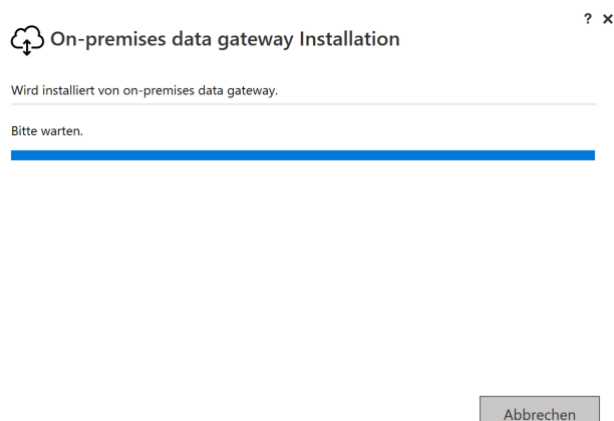 ? ×
On-premises data gateway Installation
Wird installiert von on-premises data gateway.
Bitte warten.
Abbrechen